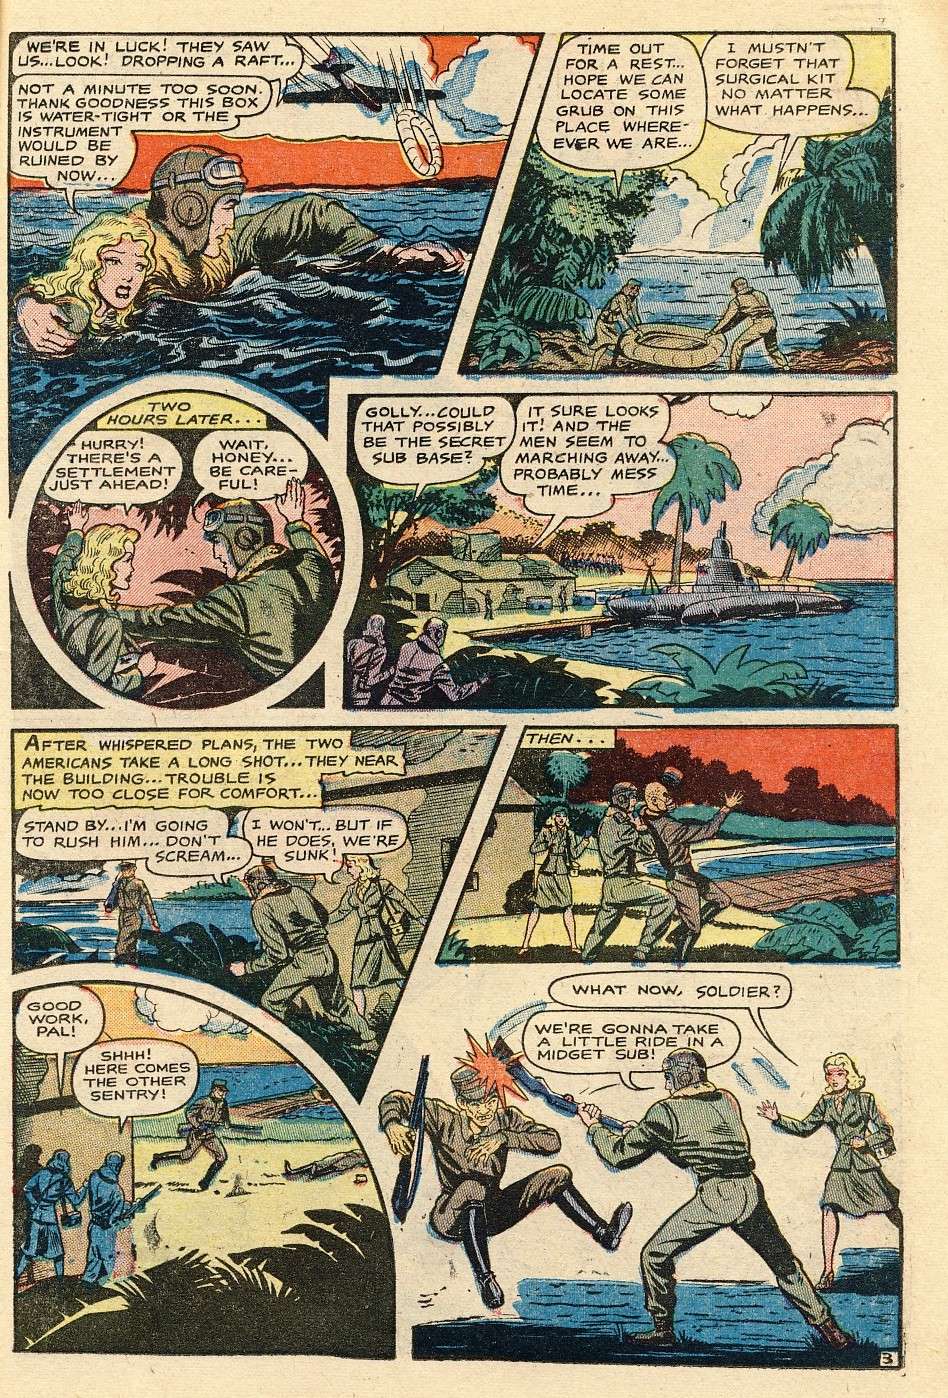 WE'RE IN LUCK! THEY SAW
US...LOOK! DROPPING A RAFT...
NOT A MINUTE TOO SOON.
THANK GOODNESS THIS BOX
IS WATER-TIGHT OR THE
INSTRUMENT
WOULD BE
RUINED BY
NOW...
TIME OUT
FOR A REST...
HOPE WE CAN
LOCATE SOME
GRUB ON THIS
PLACE WHERE-
EVER WE ARE...
I MUSTN'T
FORGET THAT
SURGICAL KIT
NO MATTER
WHAT HAPPENS...
TWO
HOURS LATER...
HURRY!
THERE'S A
SETTLEMENT
JUST AHEAD!
WAIT,
HONEY...
BE CARE-
FUL!
GOLLY...COULD
THAT POSSIBLY
BE THE SECRET
SUB BASE?
IT SURE LOOKS
IT! AND THE
MEN SEEM TO
MARCHING AWAY...
PROBABLY MESS
TIME...
AFTER WHISPERED PLANS, THE TWO
AMERICANS TAKE A LONG SHOT...THEY NEAR
THE BUILDING...TROUBLE IS
NOW TOO CLOSE FOR COMFORT...
STAND BY...I'M GOING
TO RUSH HIM... DON'T
SCREAM...
I WON'T... BUT IF
HE DOES, WE'RE
SUNK!
THEN...
GOOD
WORK,
PAL!
SHHH!
HERE COMES
THE OTHER
SENTRY!
WHAT NOW, SOLDIER?
WE'RE GONNA TAKE
A LITTLE RIDE IN A
MIDGET SUB!
3